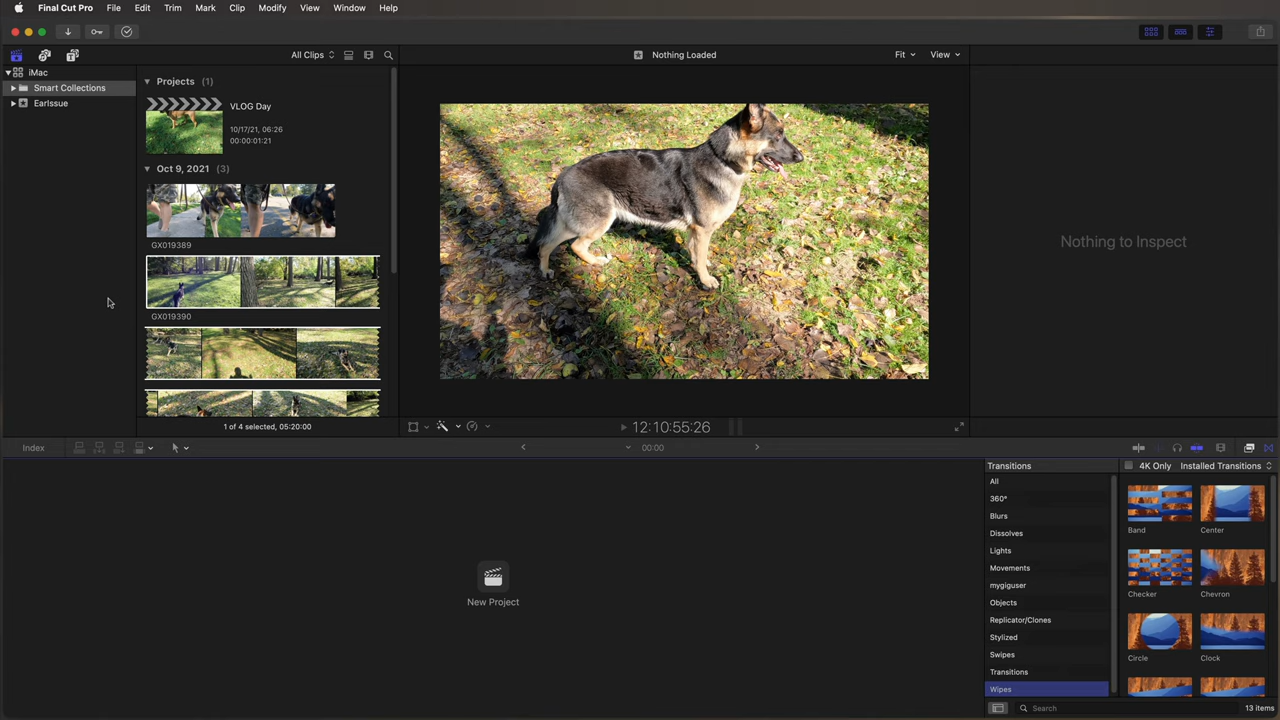 Final Cut Pro File Edit Trim Mark Clip Modify View Window Help
All Clips
Nothing Loaded
Fit
View
iMac
Smart Collections
EarIssue
Projects (1)
VLOG Day
10/17/21, 06:26
00:00:01:21
Oct 9, 2021 (3)
GX019389
GX019390
1 of 4 selected, 05:20:00
12:10:55:26
Nothing to Inspect
Index
00:00
New Project
Transitions
4K Only
Installed Transitions
All
360°
Blurs
Dissolves
Lights
Movements
mygiguser
Objects
Replicator/Clones
Stylized
Swipes
Transitions
Wipes
Band
Center
Checker
Chevron
Circle
Clock
Search
13 items